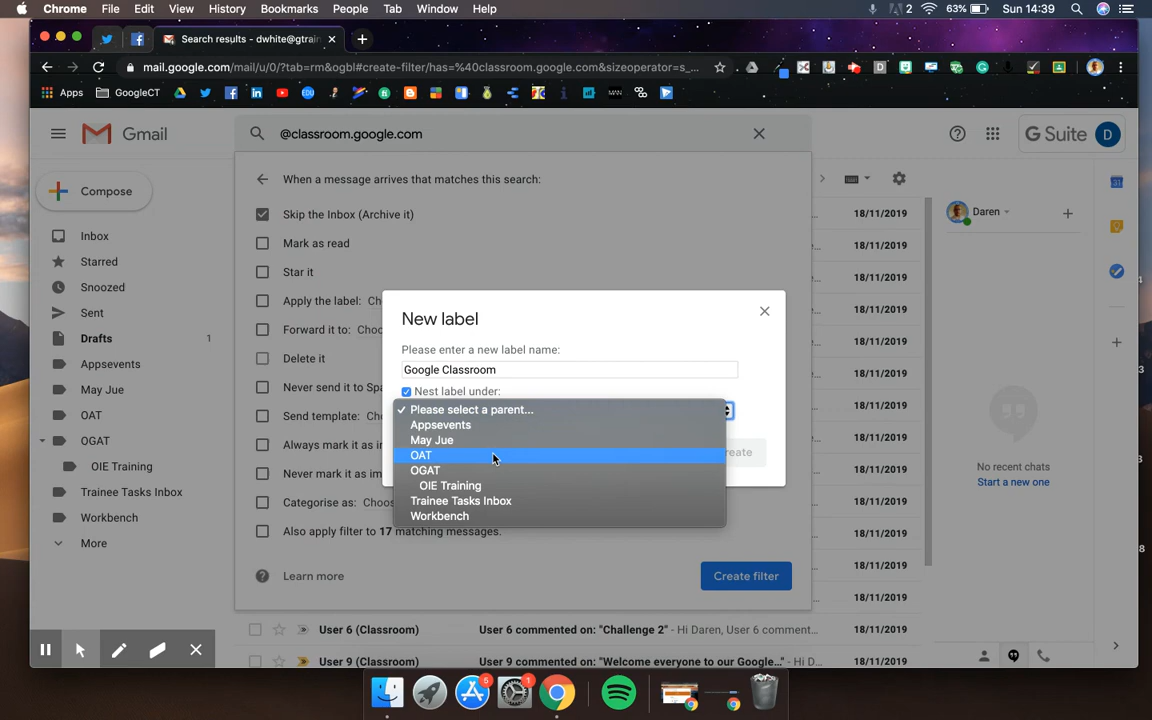 Chrome File Edit View History Bookmarks People Tab Window Help 2 63% Sun 14:39
Search results - dwhite@gtrain
mail.google.com/mail/u/0/?tab=rm&ogbl#create-filter/has=%40classroom.google.com&sizeoperator=s_...
Apps GoogleCT
Gmail
@classroom.google.com
G Suite D
Compose
When a message arrives that matches this search:
Skip the Inbox (Archive it)
Mark as read
Star it
Apply the label: Ch
Forward it to: Choo
Delete it
Never send it to Spa
Send template: Ch
Always mark it as i
Never mark it as im
Categorise as: Choos
Also apply filter to 17 matching messages.
Learn more
Create filter
Inbox
Starred
Snoozed
Sent
Drafts 1
Appsevents
May Jue
OAT
OGAT
OIE Training
Trainee Tasks Inbox
Workbench
More
New label
Please enter a new label name:
Google Classroom
Nest label under:
Please select a parent...
Appsevents
May Jue
OAT
OGAT
OIE Training
Trainee Tasks Inbox
Workbench
reate
18/11/2019
18/11/2019
18/11/2019
18/11/2019
18/11/2019
18/11/2019
18/11/2019
18/11/2019
18/11/2019
18/11/2019
18/11/2019
18/11/2019
18/11/2019
User 6 (Classroom) User 6 commented on: "Challenge 2" - Hi Daren, User 6 comment... 18/11/2019
User 9 (Classroom) User 9 commented on: "Welcome everyone to our Google..." - Hi D... 18/11/2019
Daren
No recent chats
Start a new one
6
1